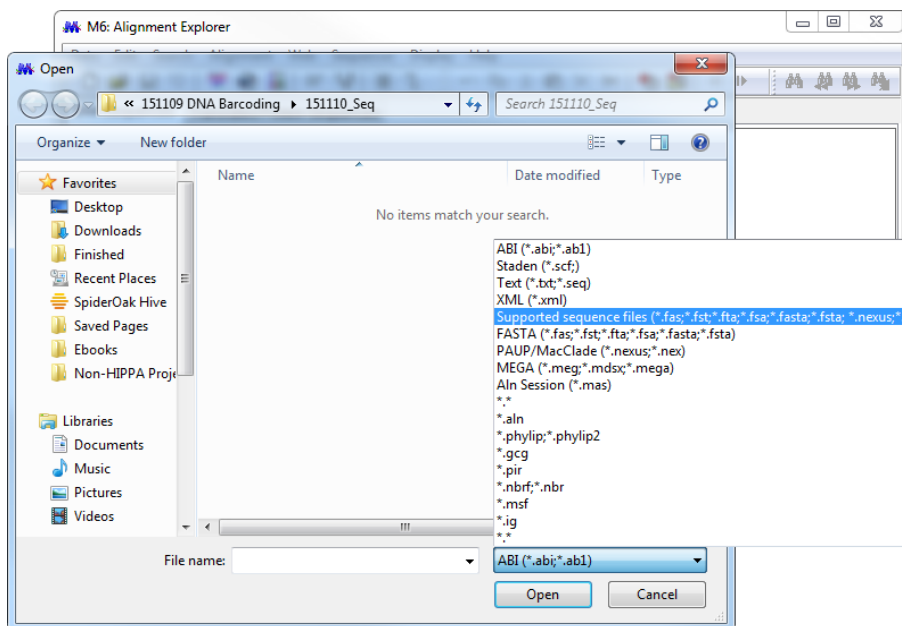 M6: Alignment Explorer
Open
« 151109 DNA Barcoding ▸ 151110_Seq
Search 151110_Seq
Organize
New folder
Name
Date modified
Type
Favorites
Desktop
Downloads
Finished
Recent Places
SpiderOak Hive
Saved Pages
Ebooks
Non-HIPPA Proje
Libraries
Documents
Music
Pictures
Videos
No items match your search.
ABI (*.abi;*.ab1)
Staden (*.scf;)
Text (*.txt;*.seq)
XML (*.xml)
Supported sequence files (*.fas;*.fst;*.fta;*.fsa;*.fasta;*.fsta; *.nexus;*.
FASTA (*.fas;*.fst;*.fta;*.fsa;*.fasta;*.fsta)
PAUP/MacClade (*.nexus;*.nex)
MEGA (*.meg;*.mdsx;*.mega)
Aln Session (*.mas)
*.*
*.aln
*.phylip;*.phylip2
*.gcg
*.pir
*.nbrf;*.nbr
*.msf
*.ig
*.*
File name:
ABI (*.abi;*.ab1)
Open
Cancel